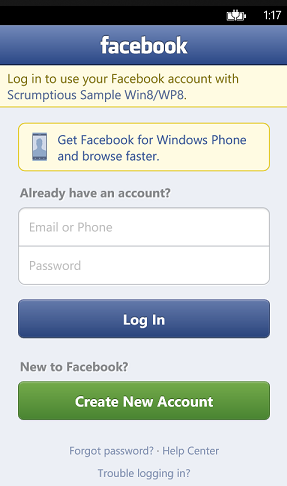 1:17
facebook
Log in to use your Facebook account with
Scrumptious Sample Win8/WP8.
Get Facebook for Windows Phone
and browse faster.
Already have an account?
Email or Phone
Password
Log In
New to Facebook?
Create New Account
Forgot password? · Help Center
Trouble logging in?